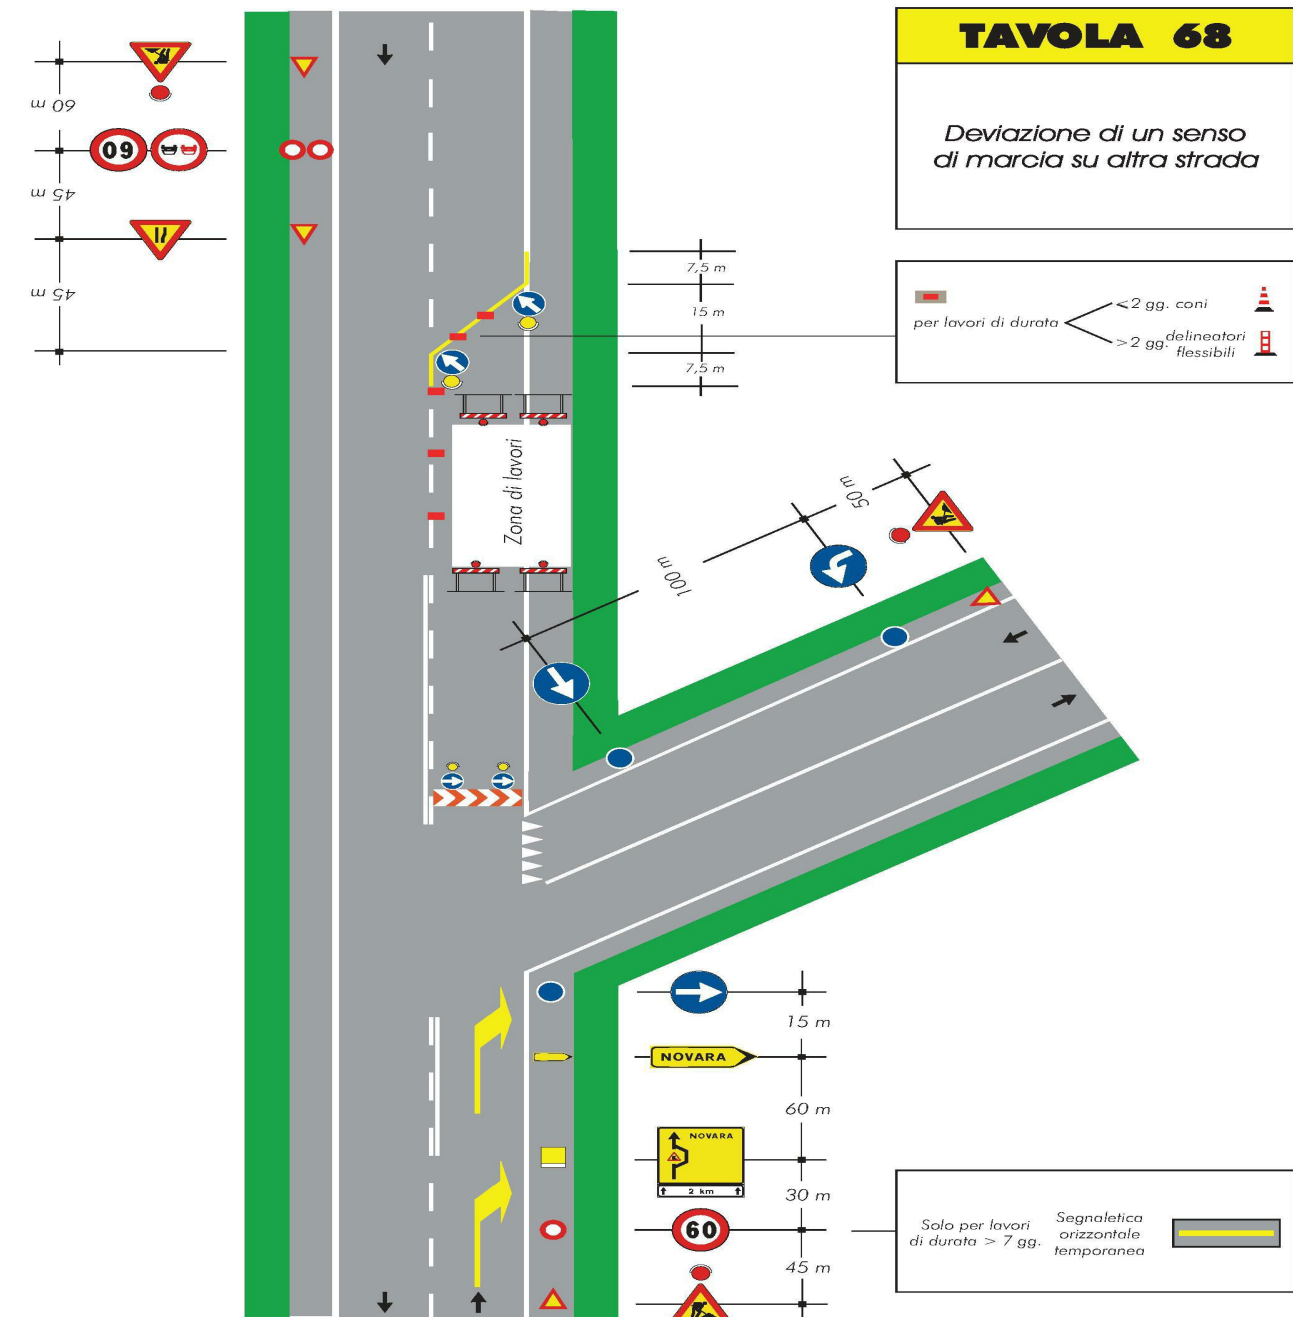 TAVOLA 68
Deviazione di un senso
di marcia su altra strada
60 m
60
45 m
45 m
7,5 m
15 m
7,5 m
per lavori di durata
<2 gg. coni
>2 gg. delineatori
flessibili
Zona di lavori
50 m
100 m
15 m
NOVARA
60 m
NOVARA
2 km
30 m
60
45 m
Solo per lavori
di durata > 7 gg.
Segnaletica
orizzontale
temporanea